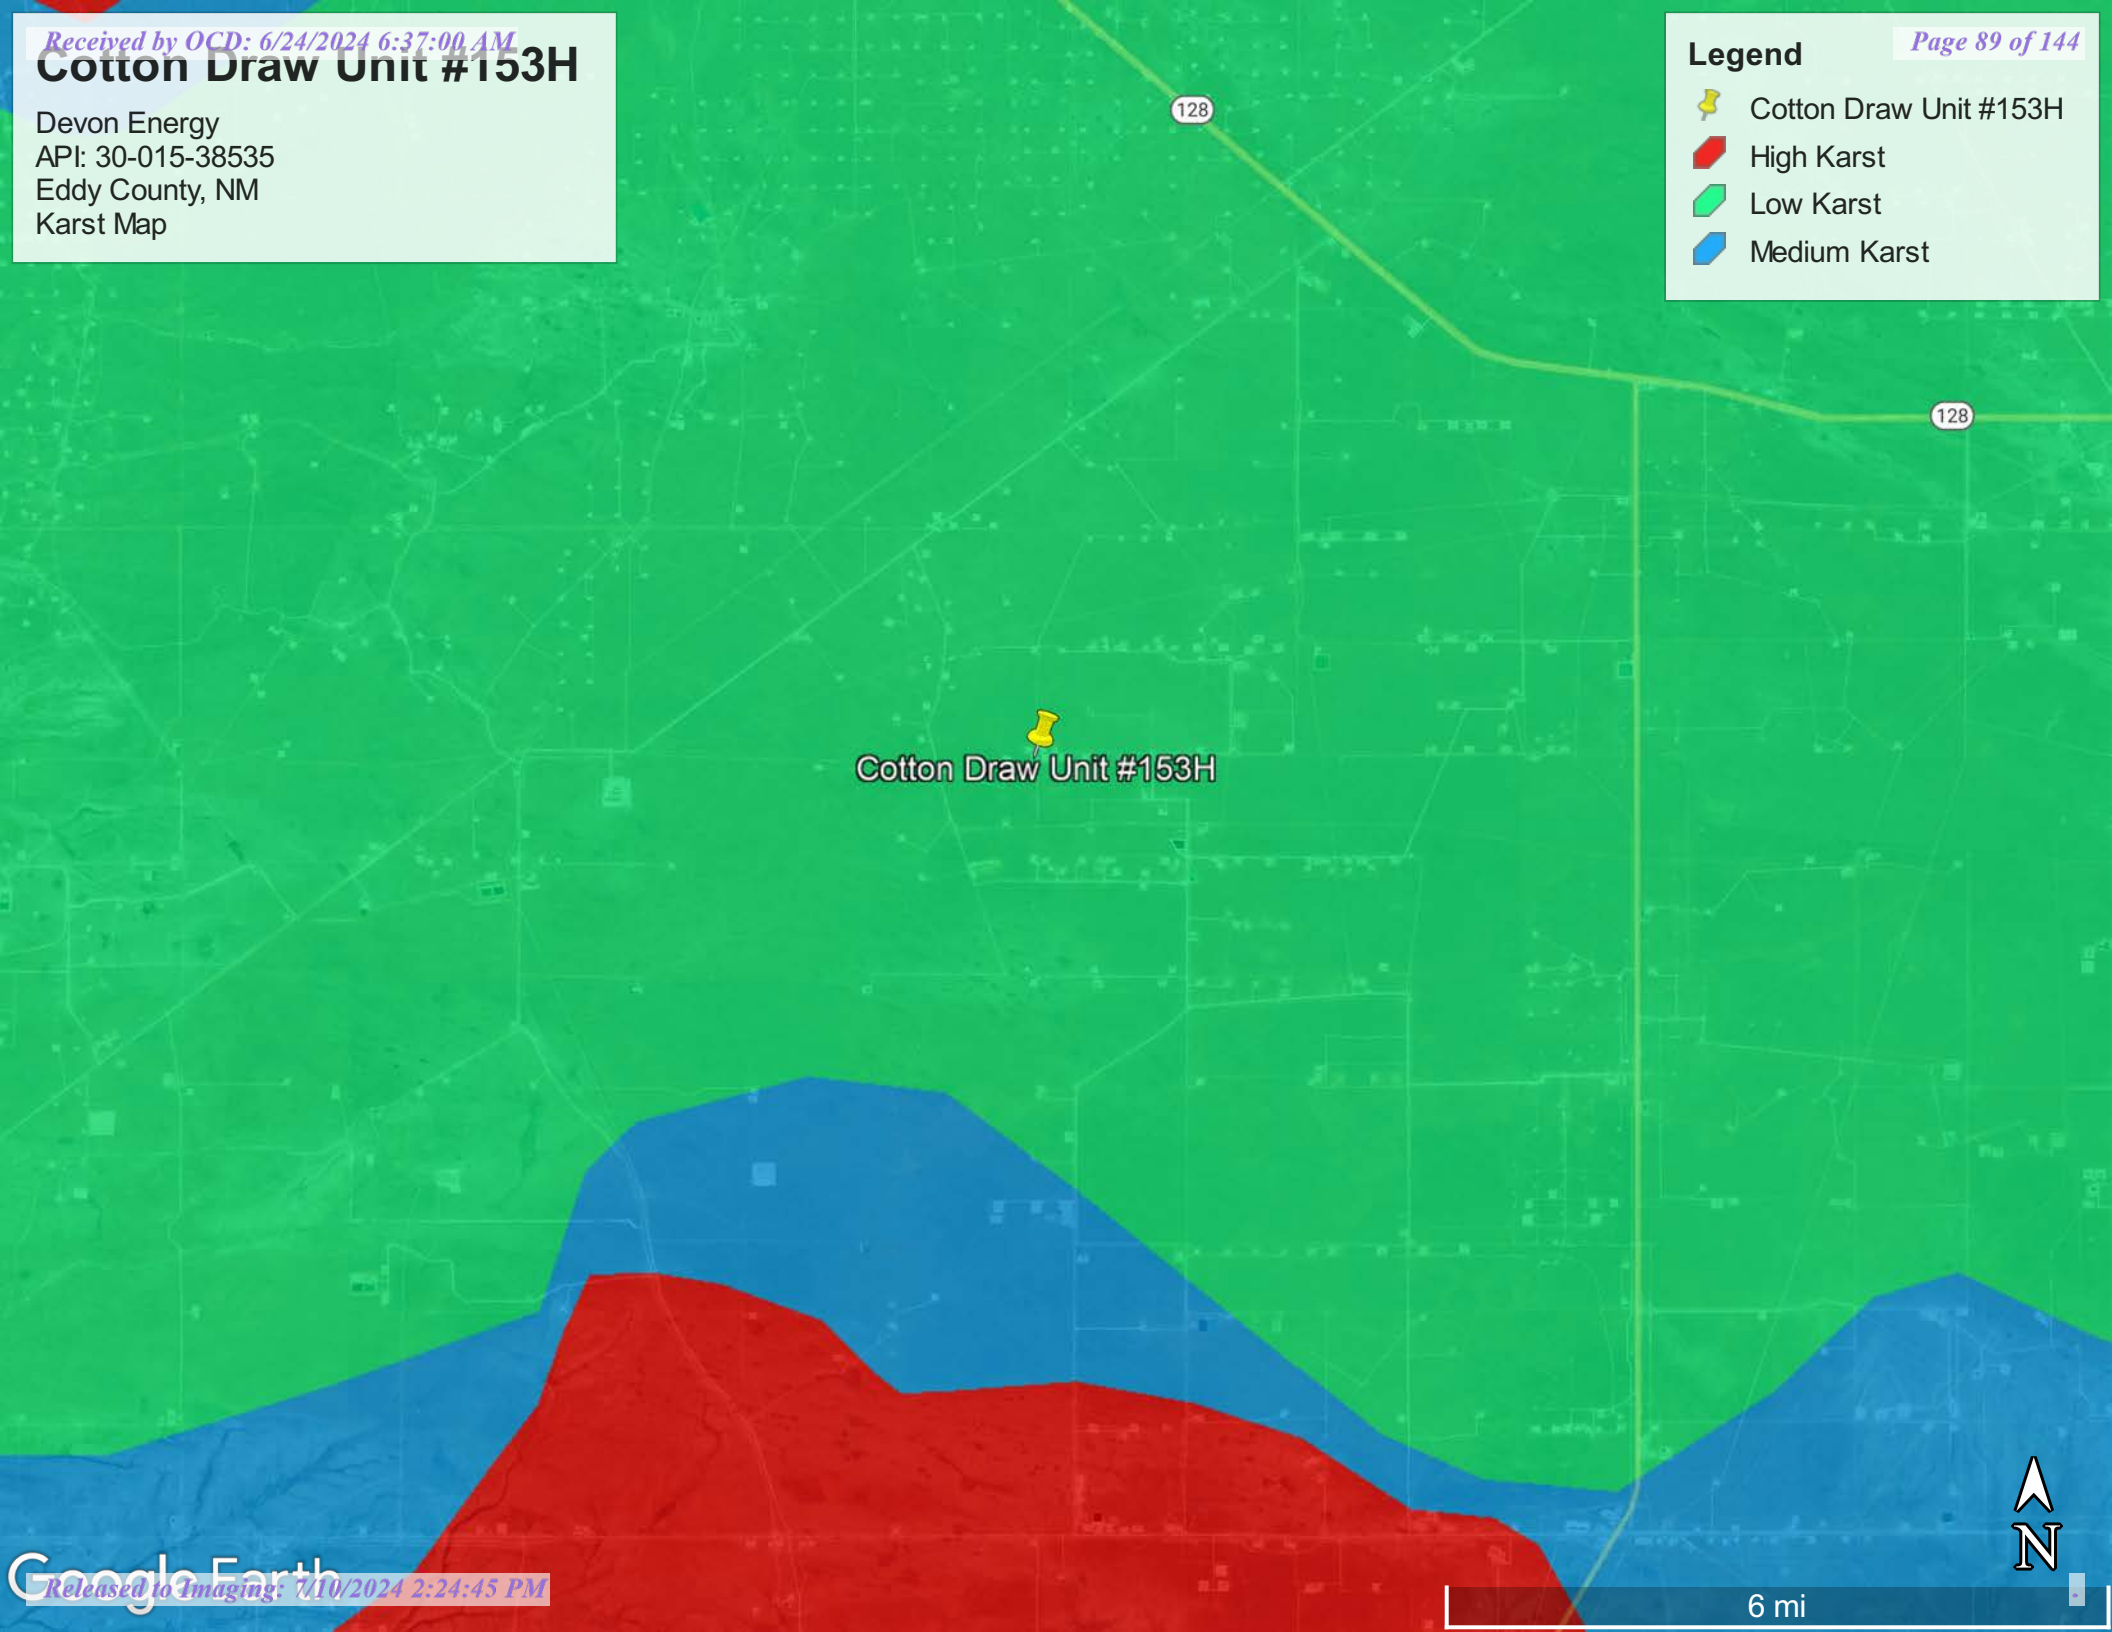 Received by OCD: 6/24/2024 6:37:00 AM
Page 89 of 144
Cotton Draw Unit #153H
Devon Energy
API: 30-015-38535
Eddy County, NM
Karst Map
Legend
Cotton Draw Unit #153H
High Karst
Low Karst
Medium Karst
128
128
Cotton Draw Unit #153H
N
Google Earth
Released to Imaging: 7/10/2024 2:24:45 PM
6 mi